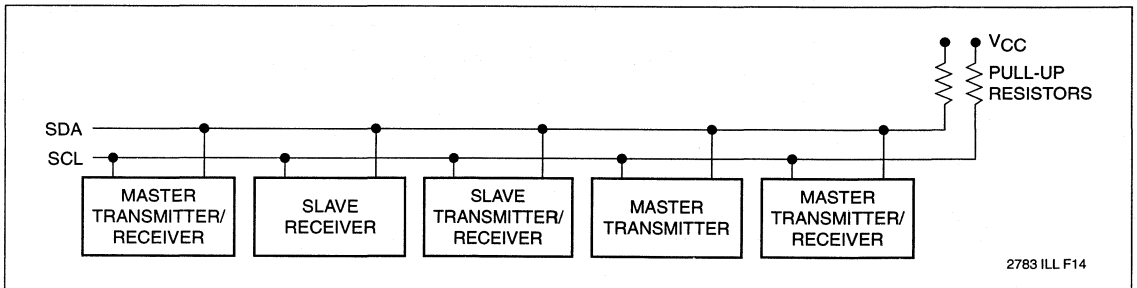 VCC
PULL-UP
RESISTORS
SDA
SCL
MASTER
TRANSMITTER/
RECEIVER
SLAVE
RECEIVER
SLAVE
TRANSMITTER/
RECEIVER
MASTER
TRANSMITTER
MASTER
TRANSMITTER/
RECEIVER
2783 ILL F14